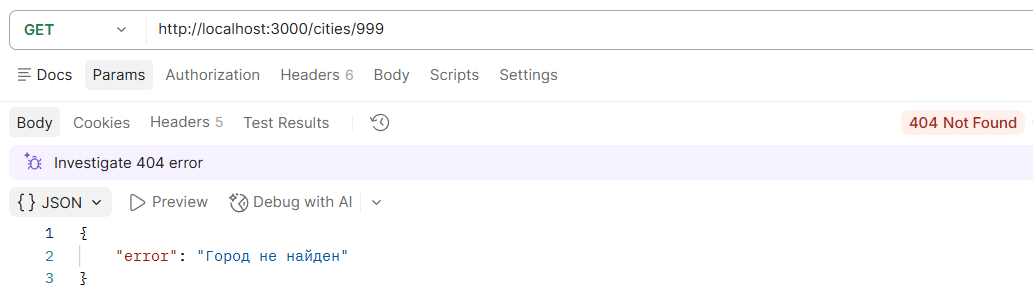 GET http://localhost:3000/cities/999
Docs Params Authorization Headers 6 Body Scripts Settings
Body Cookies Headers 5 Test Results 404 Not Found
Investigate 404 error
{} JSON Preview Debug with AI
1 {
2 "error": "Город не найден"
3 }